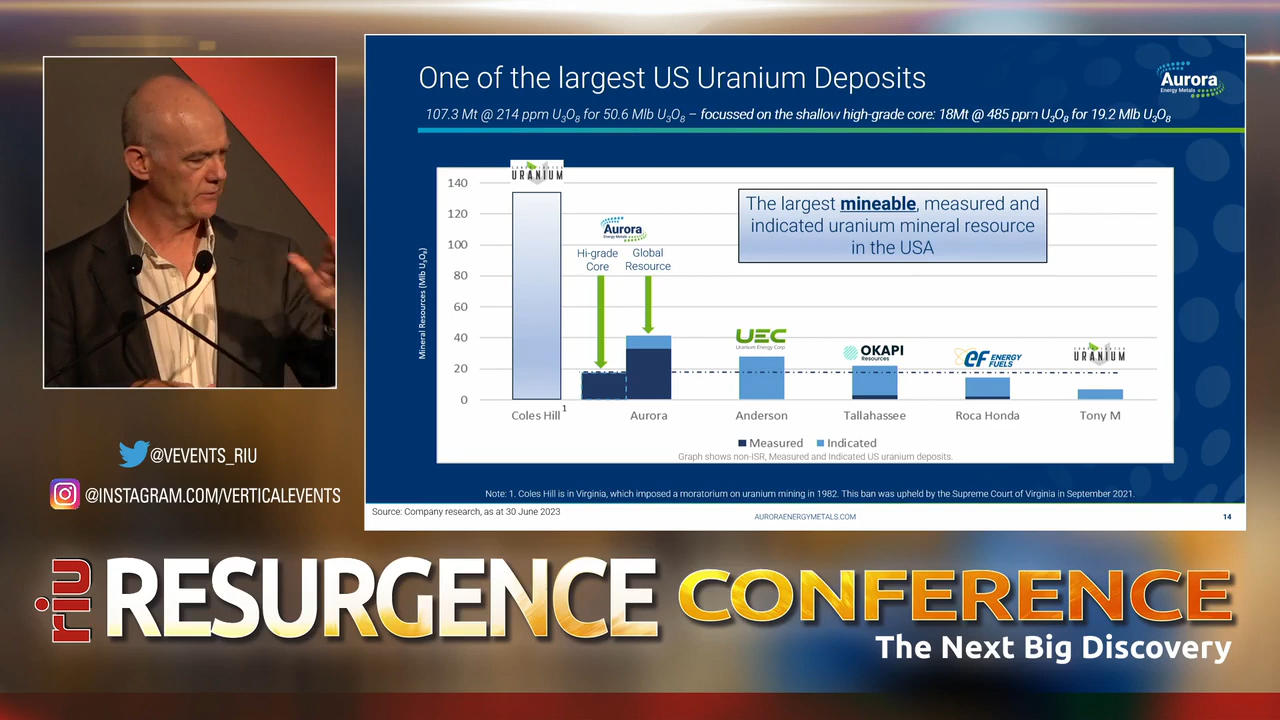 One of the largest US Uranium Deposits
Aurora
Energy Metals
107.3 Mt @ 214 ppm U₃O₈ for 50.6 Mlb U₃O₈ – focussed on the shallow high-grade core: 18Mt @ 485 ppm U₃O₈ for 19.2 Mlb U₃O₈
URANIUM
Mineral Resources (Mlb U₃O₈)
140
120
100
80
60
40
20
0
Aurora
Energy Metals
Hi-grade
Core
Global
Resource
The largest mineable, measured and
indicated uranium mineral resource
in the USA
UEC
Uranium Energy Corp
OKAPI
Resources
ef ENERGY
FUELS
URANIUM
Coles Hill 1
Aurora
Anderson
Tallahassee
Roca Honda
Tony M
Measured
Indicated
Graph shows non-ISR, Measured and Indicated US uranium deposits.
Note: 1. Coles Hill is in Virginia, which imposed a moratorium on uranium mining in 1982. This ban was upheld by the Supreme Court of Virginia in September 2021.
Source: Company research, as at 30 June 2023
AURORAENERGYMETALS.COM
14
@VEVENTS_RIU
@INSTAGRAM.COM/VERTICALEVENTS
riu RESURGENCE CONFERENCE
The Next Big Discovery